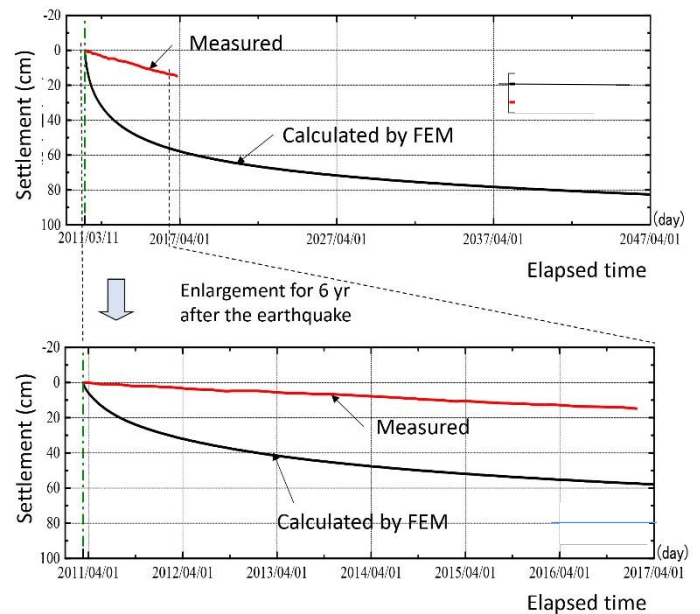 -20
0
20
40
60
80
100
Settlement (cm)
Measured
Calculated by FEM
(day)
2011/03/11
2017/04/01
2027/04/01
2037/04/01
2047/04/01
Elapsed time
Enlargement for 6 yr
after the earthquake
-20
0
20
40
60
80
100
Settlement (cm)
Measured
Calculated by FEM
(day)
2011/04/01
2012/04/01
2013/04/01
2014/04/01
2015/04/01
2016/04/01
2017/04/01
Elapsed time